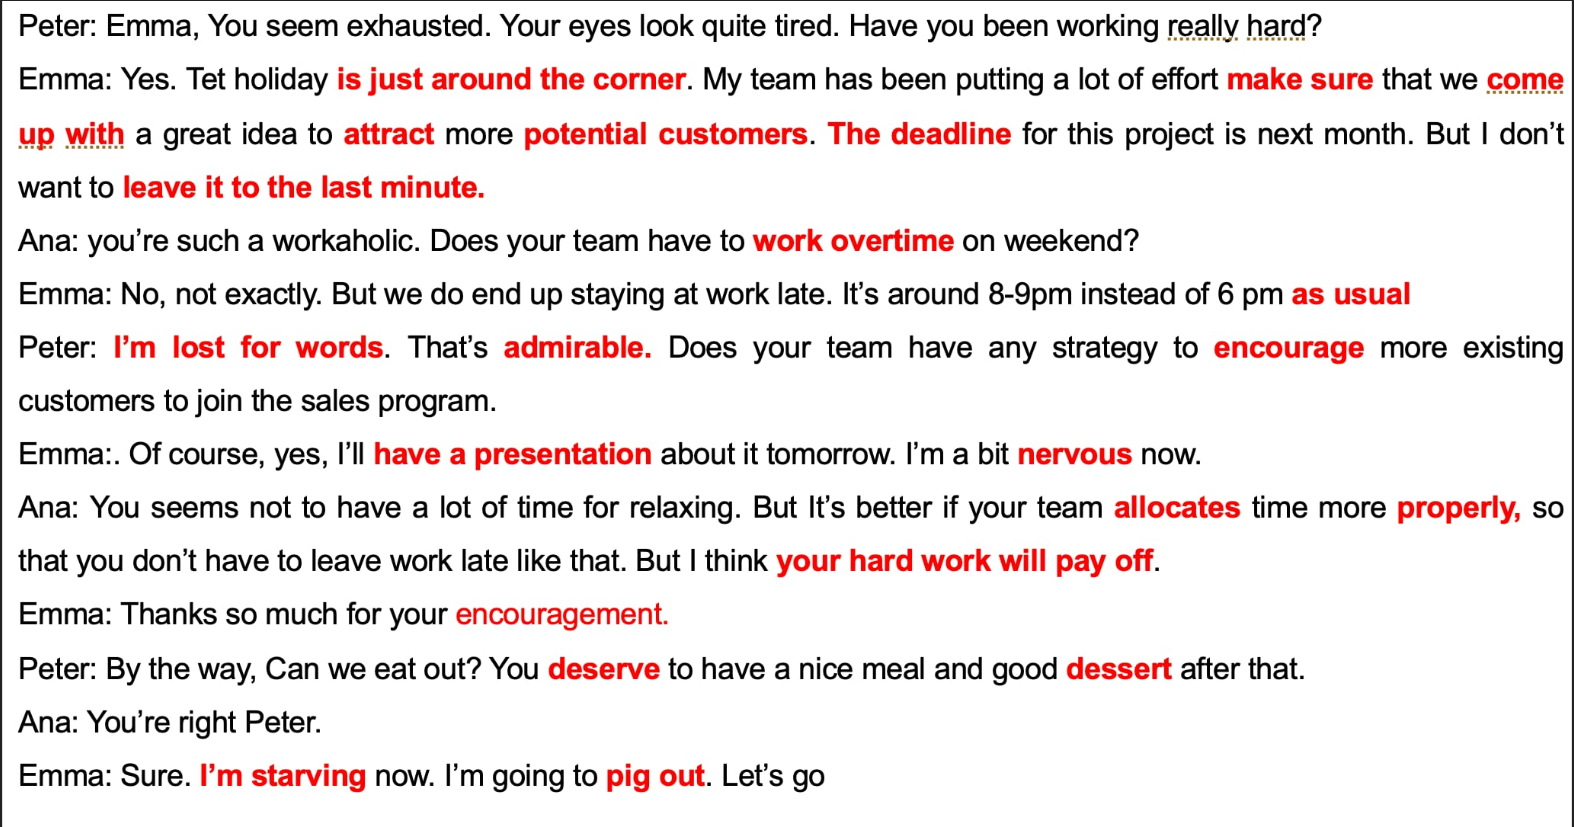 Peter: Emma, You seem exhausted. Your eyes look quite tired. Have you been working really hard?
Emma: Yes. Tet holiday is just around the corner. My team has been putting a lot of effort make sure that we come
up with a great idea to attract more potential customers. The deadline for this project is next month. But I don’t
want to leave it to the last minute.
Ana: you’re such a workaholic. Does your team have to work overtime on weekend?
Emma: No, not exactly. But we do end up staying at work late. It’s around 8-9pm instead of 6 pm as usual
Peter: I’m lost for words. That’s admirable. Does your team have any strategy to encourage more existing
customers to join the sales program.
Emma:. Of course, yes, I’ll have a presentation about it tomorrow. I’m a bit nervous now.
Ana: You seems not to have a lot of time for relaxing. But It’s better if your team allocates time more properly, so
that you don’t have to leave work late like that. But I think your hard work will pay off.
Emma: Thanks so much for your encouragement.
Peter: By the way, Can we eat out? You deserve to have a nice meal and good dessert after that.
Ana: You’re right Peter.
Emma: Sure. I’m starving now. I’m going to pig out. Let’s go